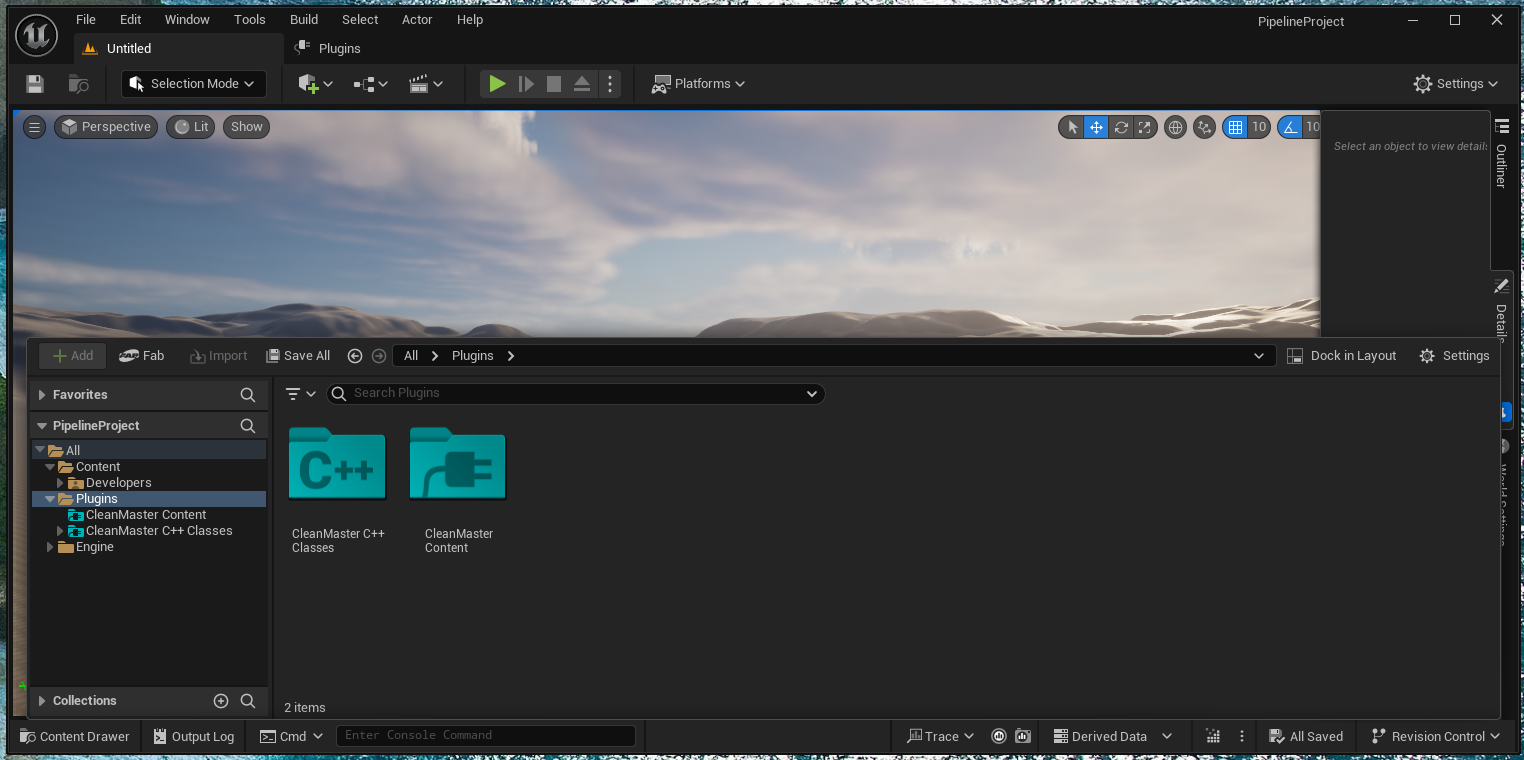 File Edit Window Tools Build Select Actor Help
PipelineProject
Untitled
Plugins
Selection Mode
Platforms
Settings
Perspective
Lit
Show
10
10
Select an object to view details
Outliner
Details
Add
Fab
Import
Save All
All
Plugins
Dock in Layout
Settings
Favorites
Search Plugins
PipelineProject
All
Content
Developers
Plugins
CleanMaster Content
CleanMaster C++ Classes
Engine
C++
CleanMaster C++
Classes
CleanMaster
Content
World Settings
Collections
2 items
Content Drawer
Output Log
Cmd
Enter Console Command
Trace
Derived Data
All Saved
Revision Control